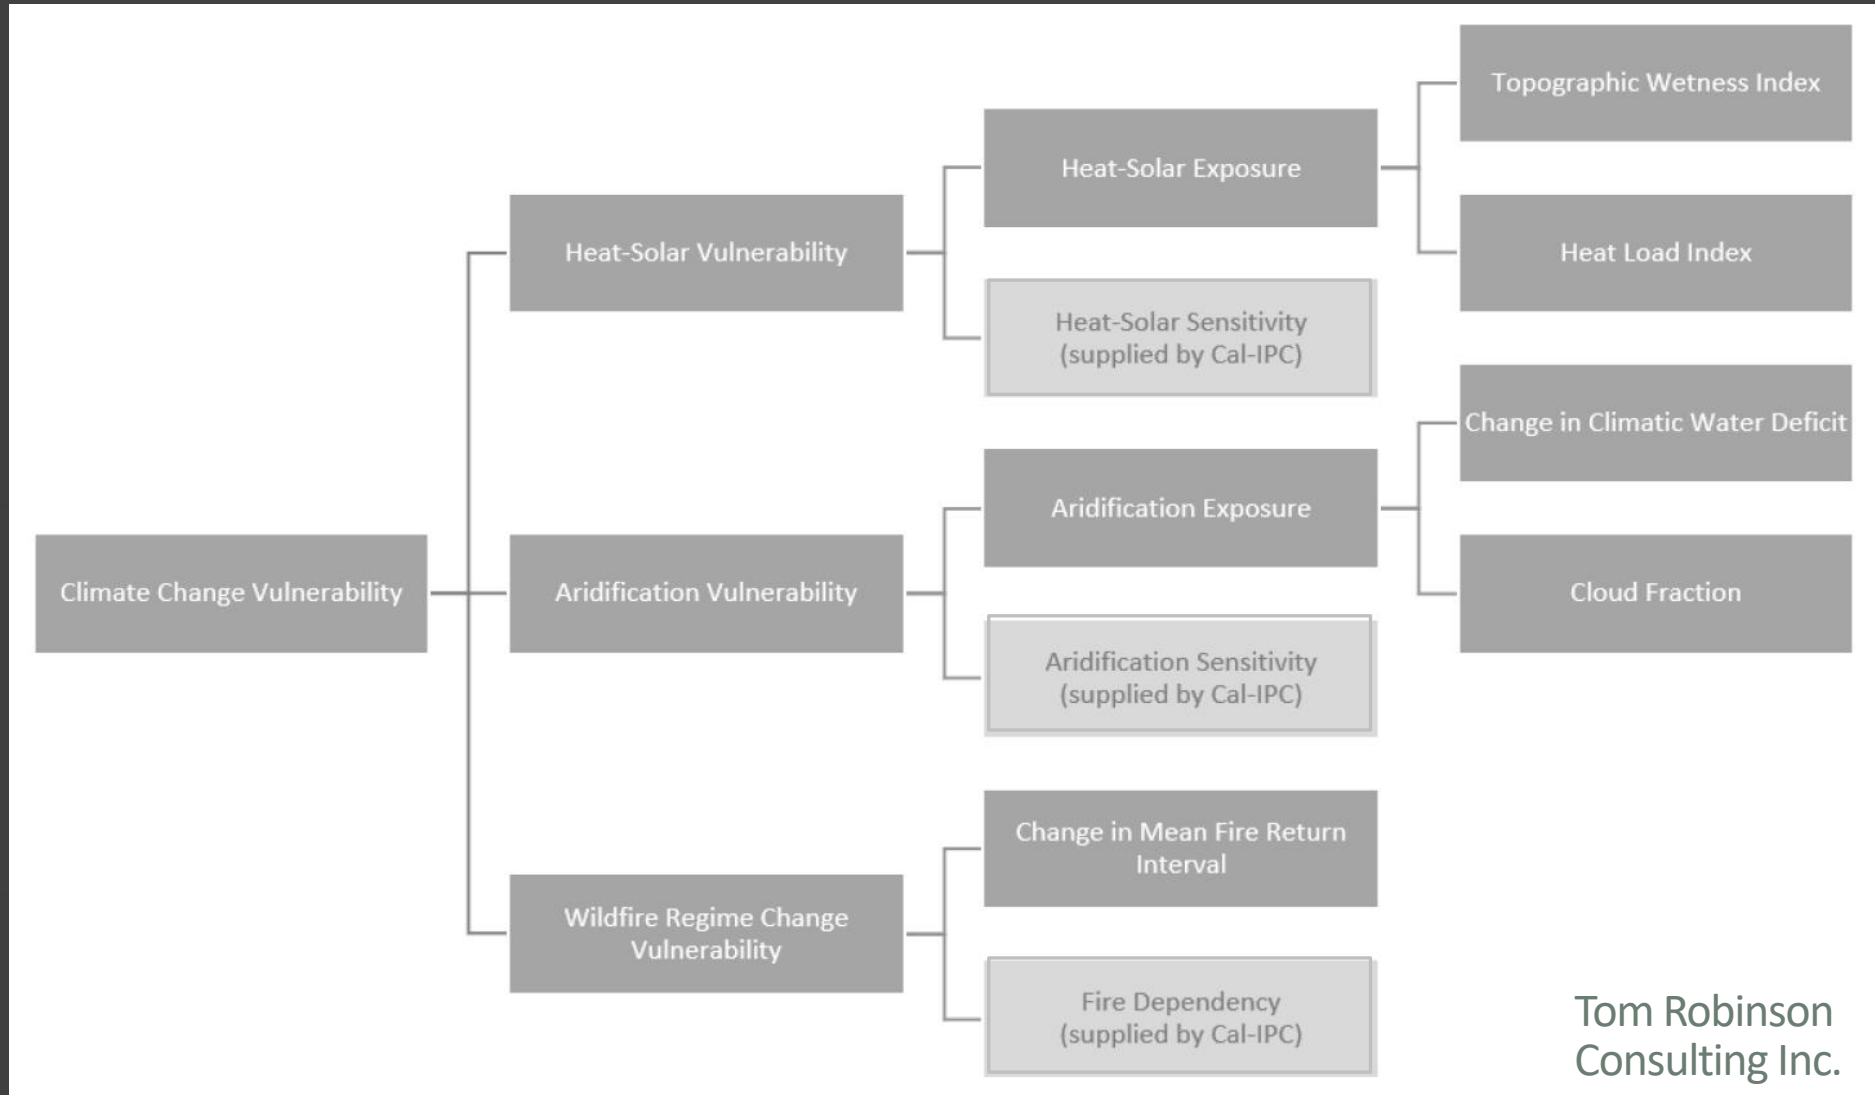 Climate Change Vulnerability
Heat-Solar Vulnerability
Aridification Vulnerability
Wildfire Regime Change
Vulnerability
Heat-Solar Exposure
Heat-Solar Sensitivity
(supplied by Cal-IPC)
Aridification Exposure
Aridification Sensitivity
(supplied by Cal-IPC)
Change in Mean Fire Return
Interval
Fire Dependency
(supplied by Cal-IPC)
Topographic Wetness Index
Heat Load Index
Change in Climatic Water Deficit
Cloud Fraction
Tom Robinson
Consulting Inc.